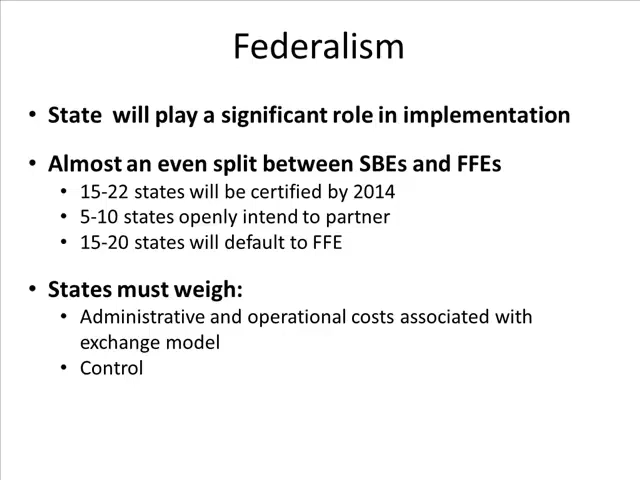 Federalism
• State  will play a significant role in implementation
• Almost an even split between SBEs and FFEs
• 15-22 states will be certified by 2014
• 5-10 states openly intend to partner
• 15-20 states will default to FFE
• States must weigh:
• Administrative and operational costs associated with
exchange model
• Control